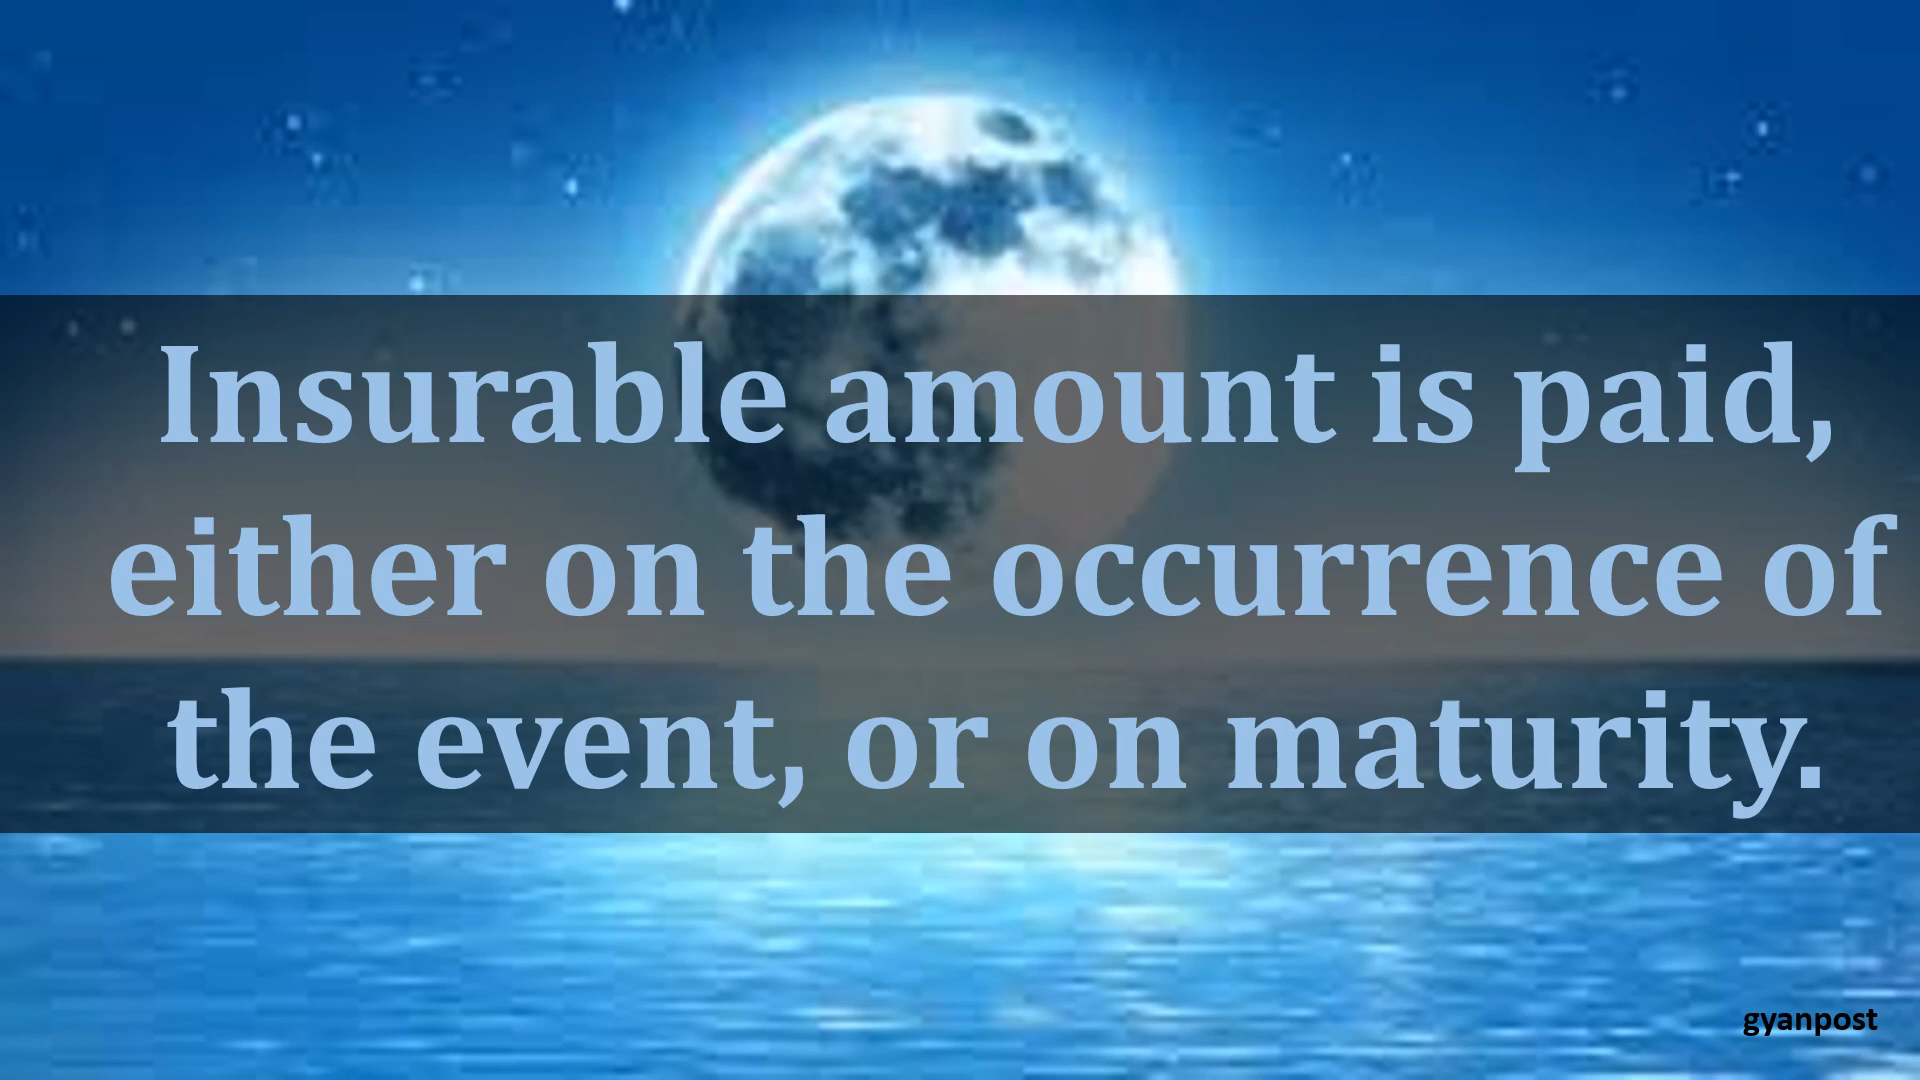 Insurable amount is paid,
either on the occurrence of
the event, or on maturity.
gyanpost